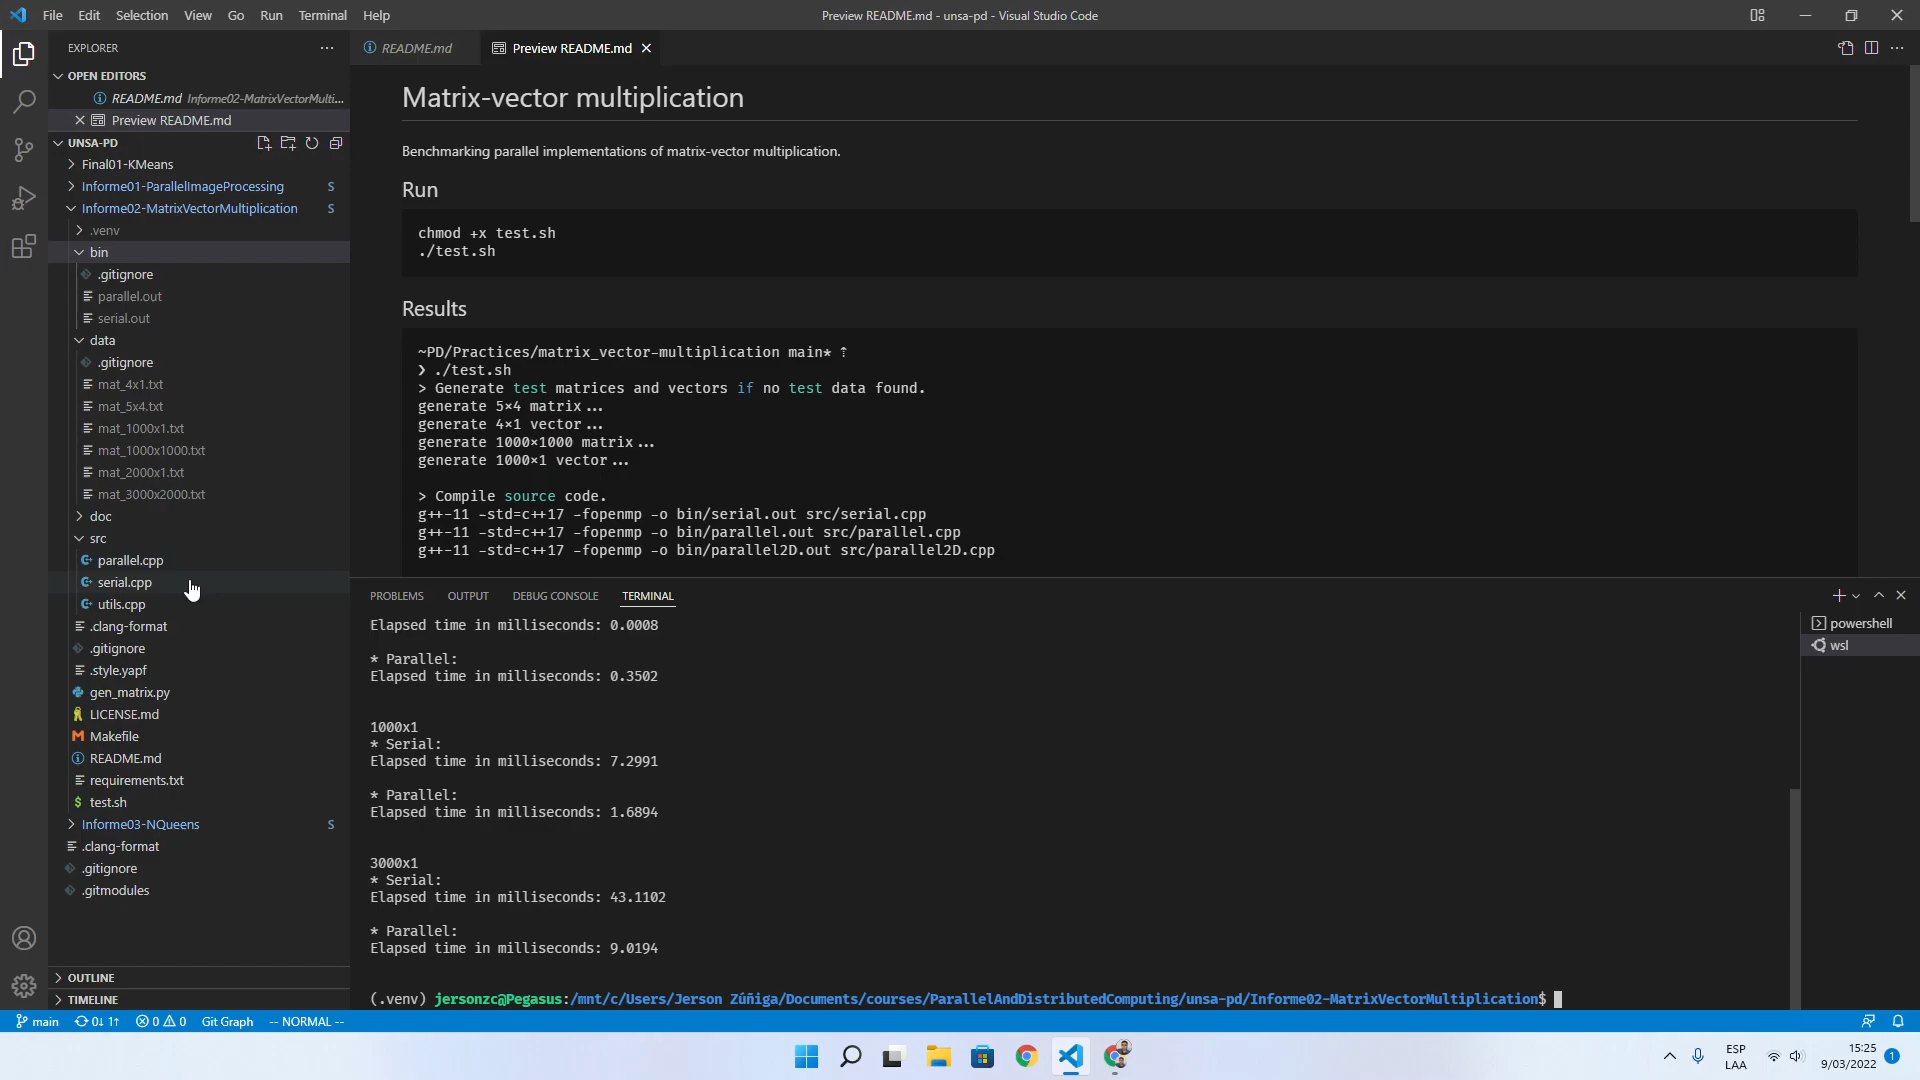 File Edit Selection View Go Run Terminal Help
Preview README.md - unsa-pd - Visual Studio Code
EXPLORER
OPEN EDITORS
README.md Informe02-MatrixVectorMulti...
Preview README.md
UNSA-PD
Final01-KMeans
Informe01-ParallelImageProcessing S
Informe02-MatrixVectorMultiplication S
.venv
bin
.gitignore
parallel.out
serial.out
data
.gitignore
mat_4x1.txt
mat_5x4.txt
mat_1000x1.txt
mat_1000x1000.txt
mat_2000x1.txt
mat_3000x2000.txt
doc
src
parallel.cpp
serial.cpp
utils.cpp
.clang-format
.gitignore
.style.yapf
gen_matrix.py
LICENSE.md
Makefile
README.md
requirements.txt
test.sh
Informe03-NQueens S
.clang-format
.gitignore
.gitmodules
OUTLINE
TIMELINE
README.md Preview README.md
Matrix-vector multiplication
Benchmarking parallel implementations of matrix-vector multiplication.
Run
chmod +x test.sh
./test.sh
Results
~PD/Practices/matrix_vector-multiplication main* ⇡
❯ ./test.sh
> Generate test matrices and vectors if no test data found.
generate 5×4 matrix...
generate 4×1 vector...
generate 1000×1000 matrix...
generate 1000×1 vector...
> Compile source code.
g++-11 -std=c++17 -fopenmp -o bin/serial.out src/serial.cpp
g++-11 -std=c++17 -fopenmp -o bin/parallel.out src/parallel.cpp
g++-11 -std=c++17 -fopenmp -o bin/parallel2D.out src/parallel2D.cpp
PROBLEMS OUTPUT DEBUG CONSOLE TERMINAL
Elapsed time in milliseconds: 0.0008
* Parallel:
Elapsed time in milliseconds: 0.3502
1000x1
* Serial:
Elapsed time in milliseconds: 7.2991
* Parallel:
Elapsed time in milliseconds: 1.6894
3000x1
* Serial:
Elapsed time in milliseconds: 43.1102
* Parallel:
Elapsed time in milliseconds: 9.0194
(.venv) jersonzc@Pegasus:/mnt/c/Users/Jerson Zúñiga/Documents/courses/ParallelAndDistributedComputing/unsa-pd/Informe02-MatrixVectorMultiplication$
powershell
wsl
main 0↓ 1↑ 0 0 Git Graph -- NORMAL --
ESP
LAA
15:25
9/03/2022
1